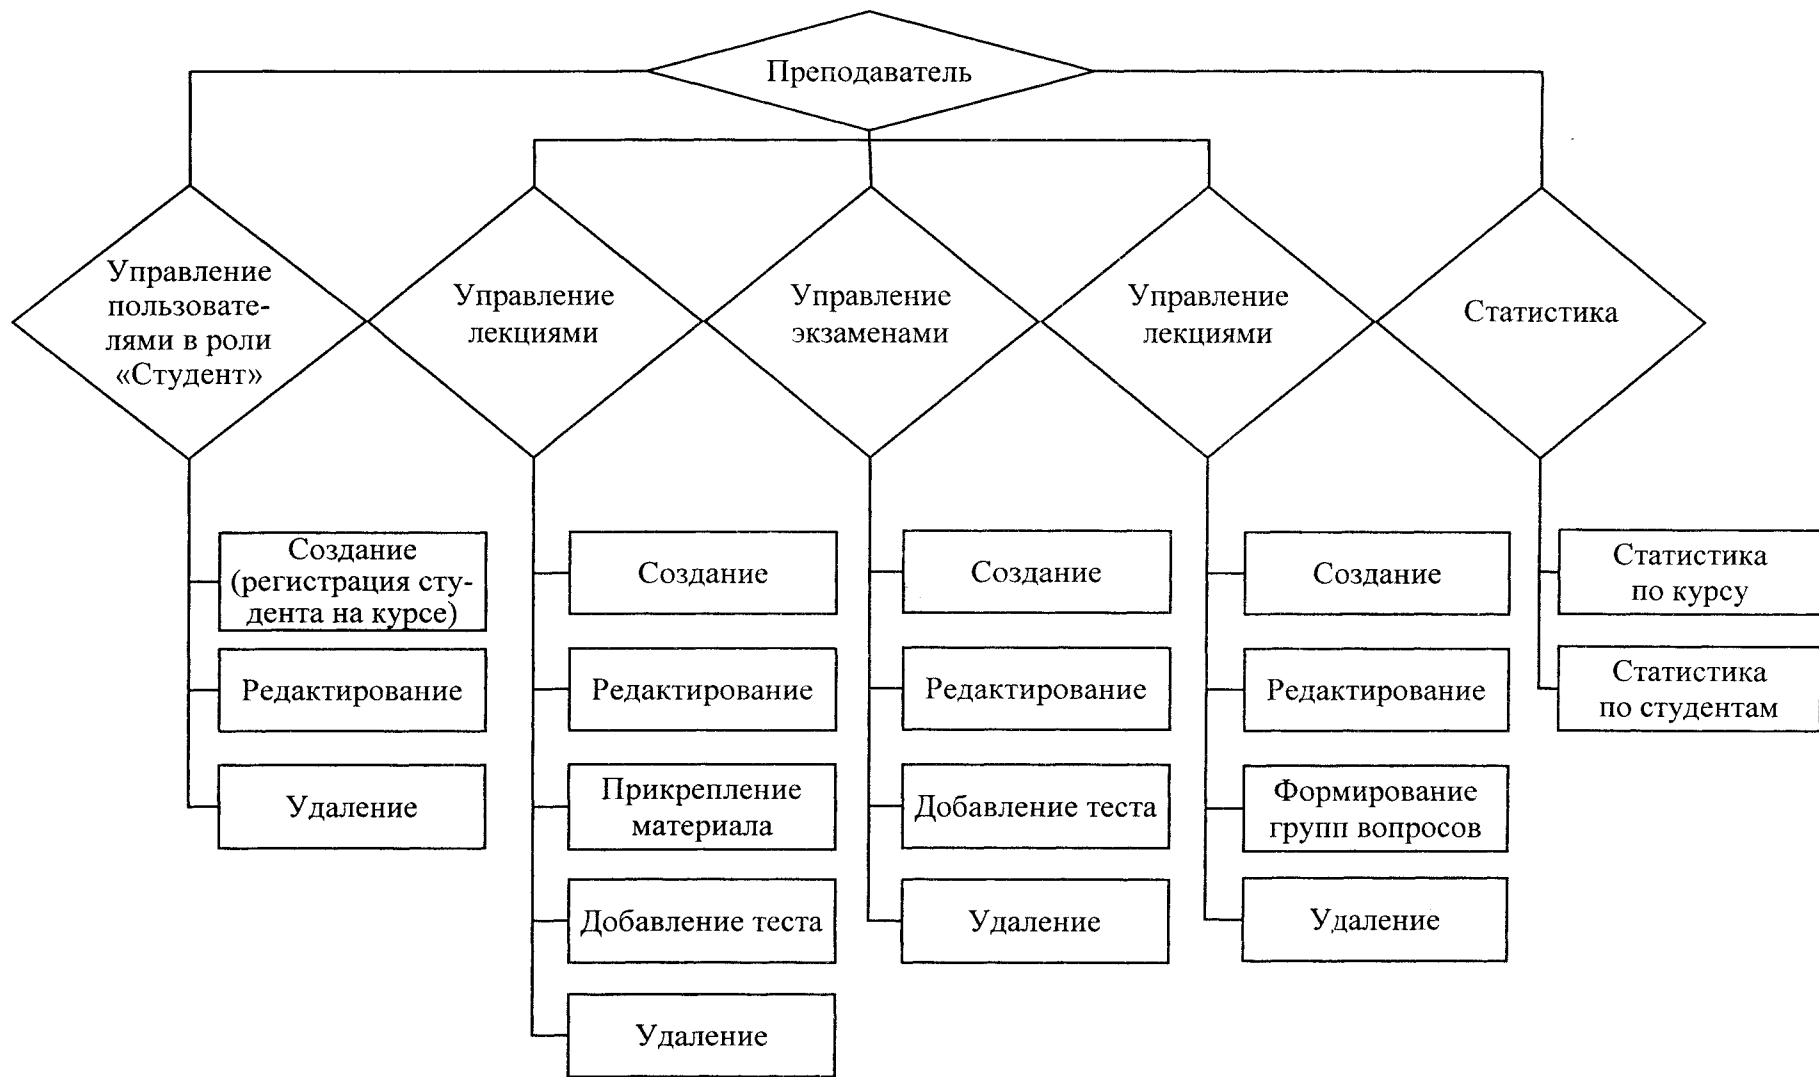 Преподаватель
Управление
пользовате-
лями в роли
«Студент»
Управление
лекциями
Управление
экзаменами
Управление
лекциями
Статистика
Создание
(регистрация сту-
дента на курсе)
Редактирование
Удаление
Создание
Редактирование
Прикрепление
материала
Добавление теста
Удаление
Создание
Редактирование
Добавление теста
Удаление
Создание
Редактирование
Формирование
групп вопросов
Удаление
Статистика
по курсу
Статистика
по студентам